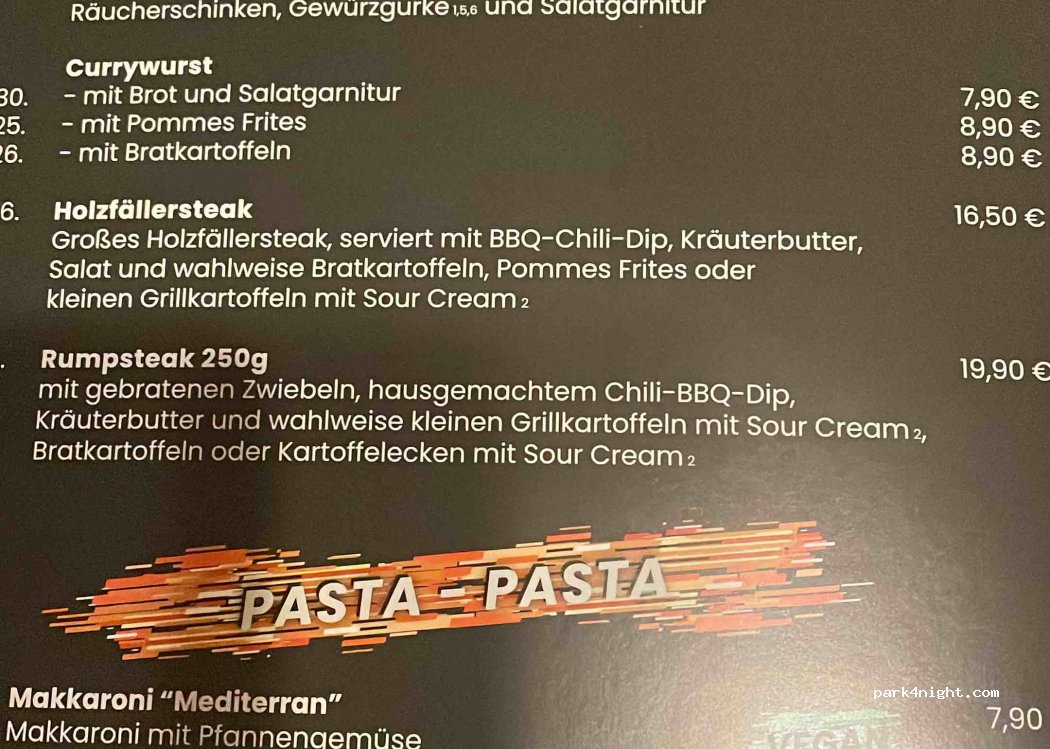 Räucherschinken, Gewürzgurke 1,5,6 und Salatgarnitur
Currywurst
30. - mit Brot und Salatgarnitur 7,90 €
25. - mit Pommes Frites 8,90 €
26. - mit Bratkartoffeln 8,90 €
6. Holzfällersteak 16,50 €
Großes Holzfällersteak, serviert mit BBQ-Chili-Dip, Kräuterbutter,
Salat und wahlweise Bratkartoffeln, Pommes Frites oder
kleinen Grillkartoffeln mit Sour Cream 2
. Rumpsteak 250g 19,90 €
mit gebratenen Zwiebeln, hausgemachtem Chili-BBQ-Dip,
Kräuterbutter und wahlweise kleinen Grillkartoffeln mit Sour Cream 2,
Bratkartoffeln oder Kartoffelecken mit Sour Cream 2
PASTA - PASTA
Makkaroni “Mediterran”
park4night.com
7,90
Makkaroni mit Pfannengemüse
VEGAN